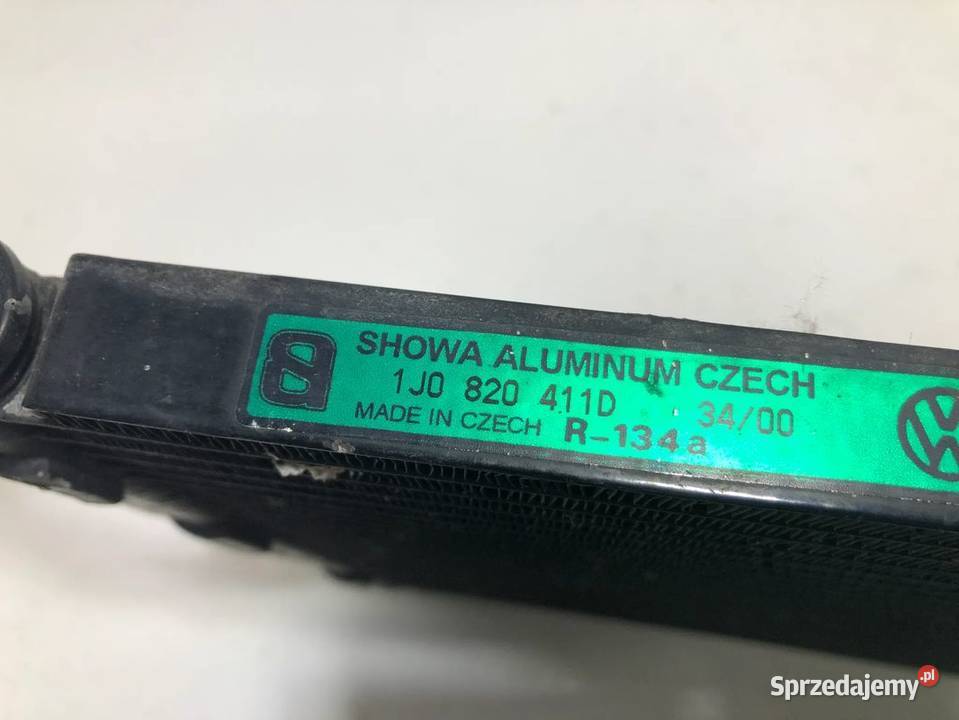 SHOWA ALUMINUM CZECH
1J0 820 411D 34/00
MADE IN CZECH R-134a
Sprzedajemy.pl